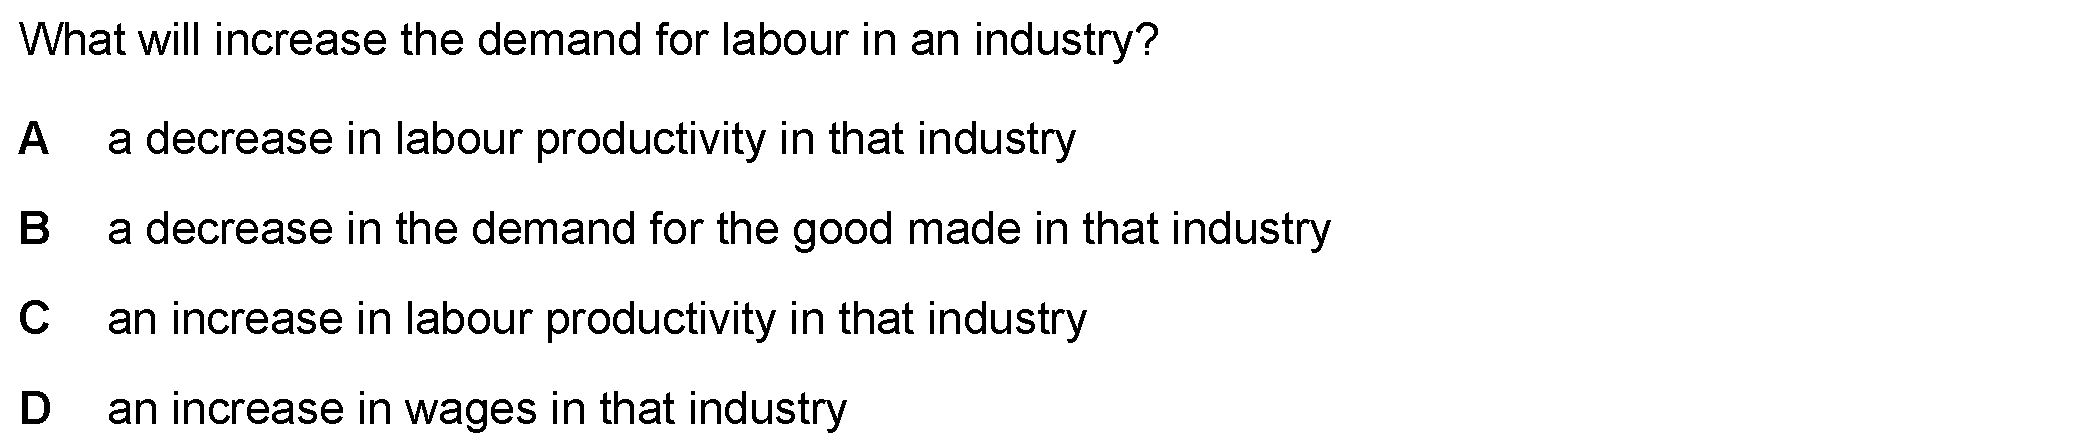 What will increase the demand for labour in an industry?
A a decrease in labour productivity in that industry
B a decrease in the demand for the good made in that industry
C an increase in labour productivity in that industry
D an increase in wages in that industry